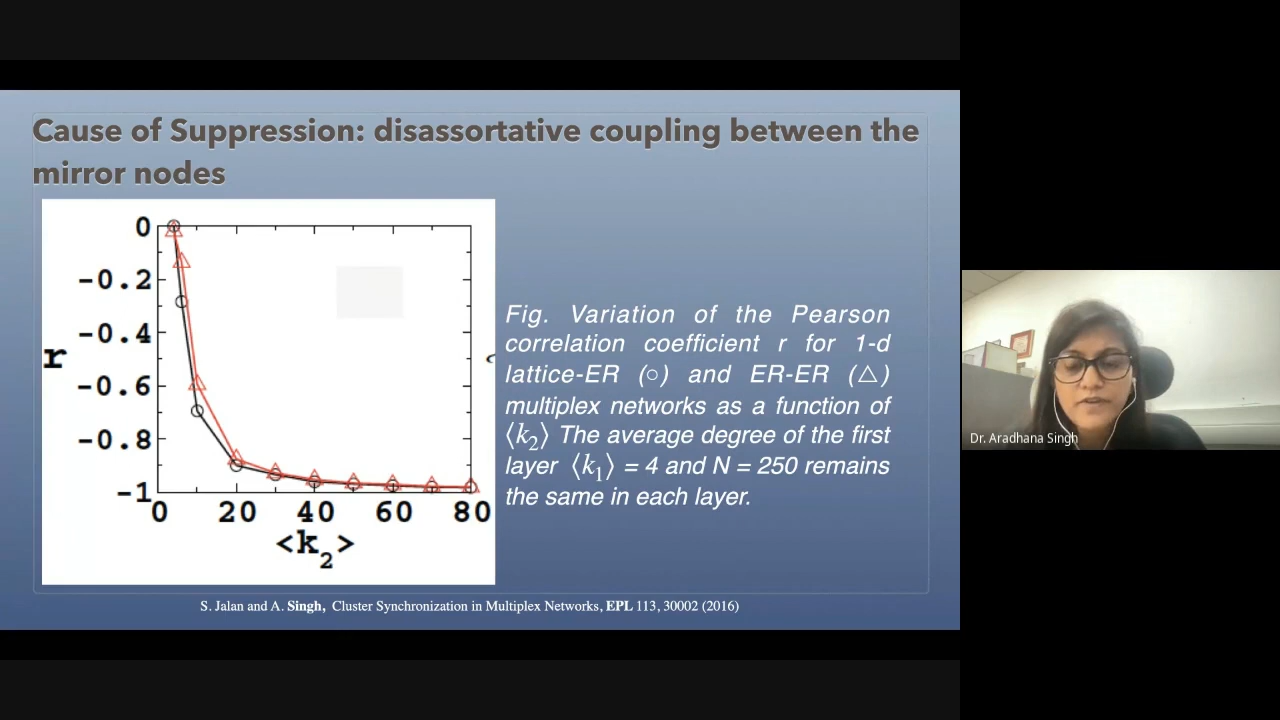 Cause of Suppression: disassortative coupling between the
mirror nodes
0
-0.2
-0.4
r
-0.6
-0.8
-1
0 20 40 60 80
<k2>
Fig. Variation of the Pearson
correlation coefficient r for 1-d
lattice-ER (○) and ER-ER (△)
multiplex networks as a function of
⟨k2⟩ The average degree of the first
layer ⟨k1⟩ = 4 and N = 250 remains
the same in each layer.
S. Jalan and A. Singh, Cluster Synchronization in Multiplex Networks, EPL 113, 30002 (2016)
Dr. Aradhana Singh